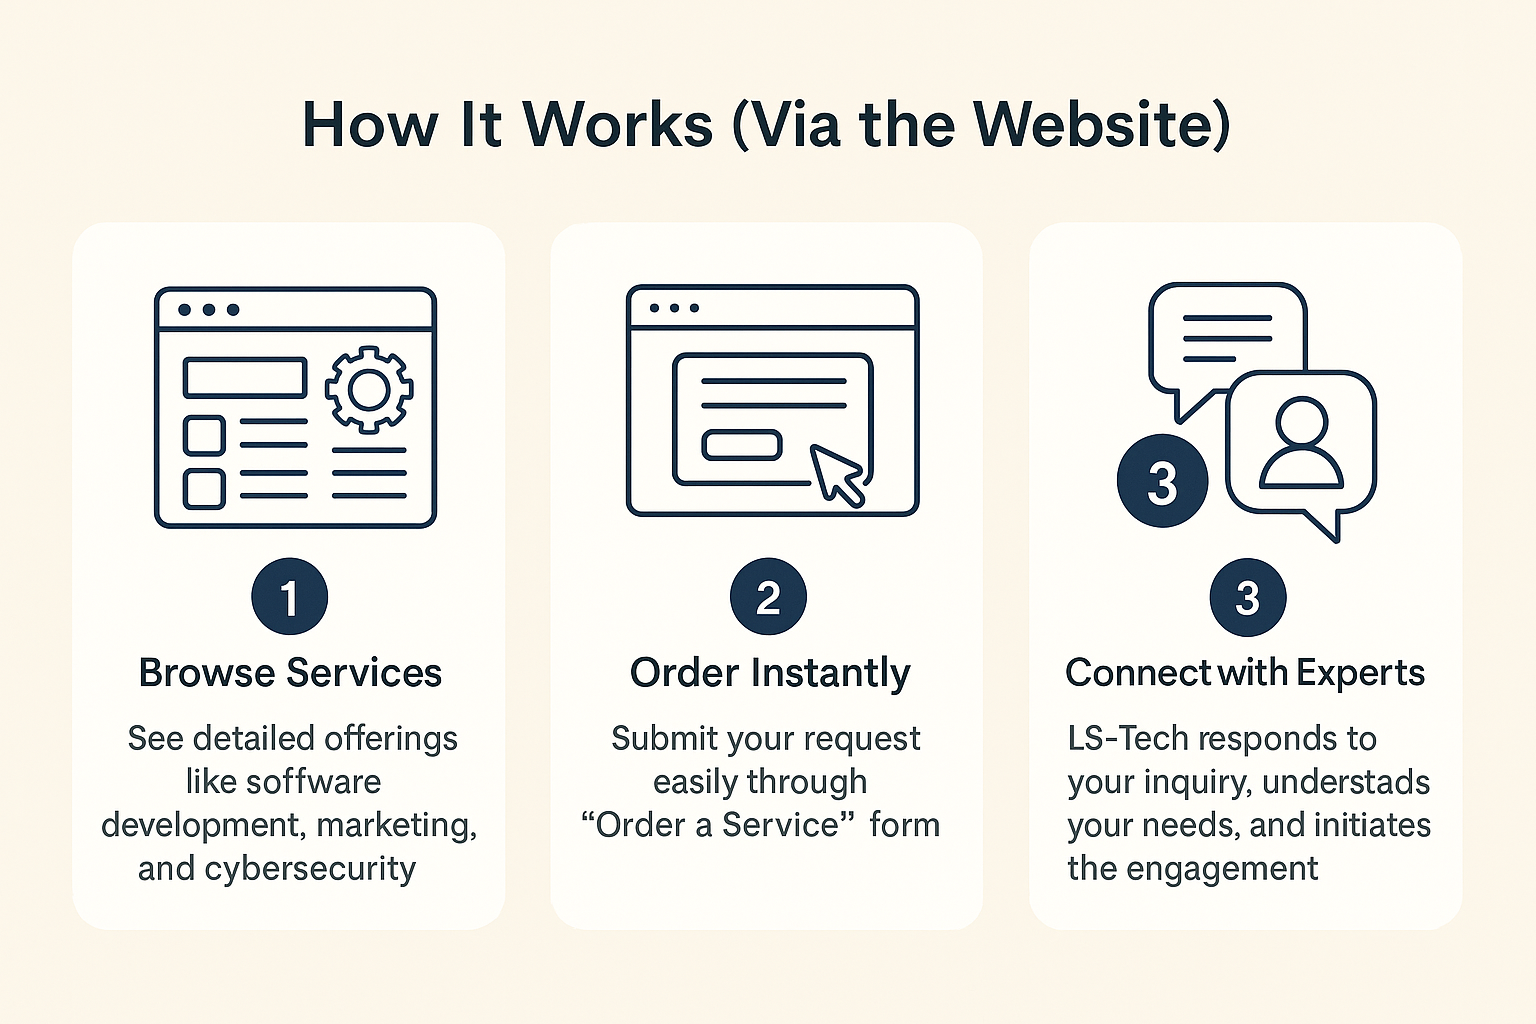 How It Works (Via the Website)
1
Browse Services
See detailed offerings
like soffware
development, marketing,
and cybersecurity
2
Order Instantly
Submit your request
easily through
“Order a Service” form
3
3
Connect with Experts
LS-Tech responds to
your inquiry, understads
your needs, and initiates
the engagement